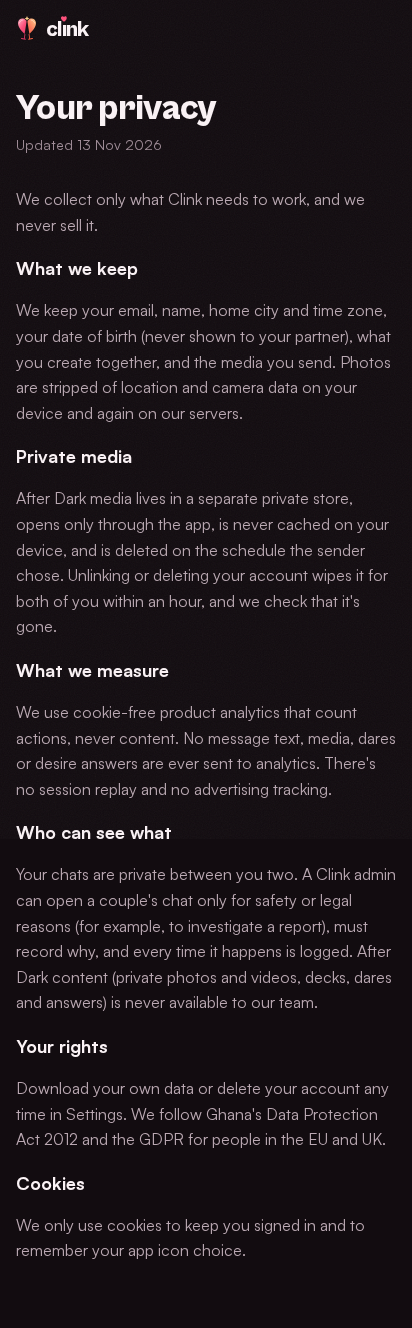 clink
Your privacy
Updated 13 Nov 2026
We collect only what Clink needs to work, and we
never sell it.
What we keep
We keep your email, name, home city and time zone,
your date of birth (never shown to your partner), what
you create together, and the media you send. Photos
are stripped of location and camera data on your
device and again on our servers.
Private media
After Dark media lives in a separate private store,
opens only through the app, is never cached on your
device, and is deleted on the schedule the sender
chose. Unlinking or deleting your account wipes it for
both of you within an hour, and we check that it's
gone.
What we measure
We use cookie-free product analytics that count
actions, never content. No message text, media, dares
or desire answers are ever sent to analytics. There's
no session replay and no advertising tracking.
Who can see what
Your chats are private between you two. A Clink admin
can open a couple's chat only for safety or legal
reasons (for example, to investigate a report), must
record why, and every time it happens is logged. After
Dark content (private photos and videos, decks, dares
and answers) is never available to our team.
Your rights
Download your own data or delete your account any
time in Settings. We follow Ghana's Data Protection
Act 2012 and the GDPR for people in the EU and UK.
Cookies
We only use cookies to keep you signed in and to
remember your app icon choice.